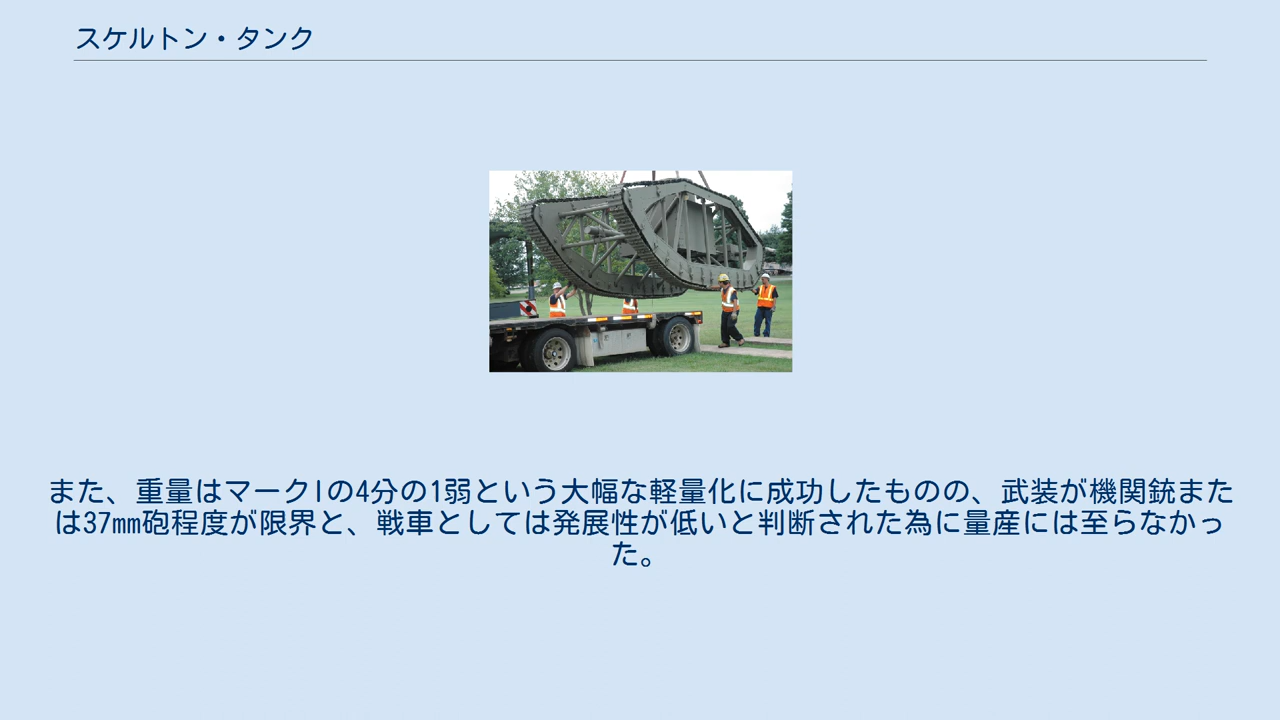 スケルトン・タンク
また、重量はマークIの4分の1弱という大幅な軽量化に成功したものの、武装が機関銃また
は37mm砲程度が限界と、戦車としては発展性が低いと判断された為に量産には至らなかっ
た。